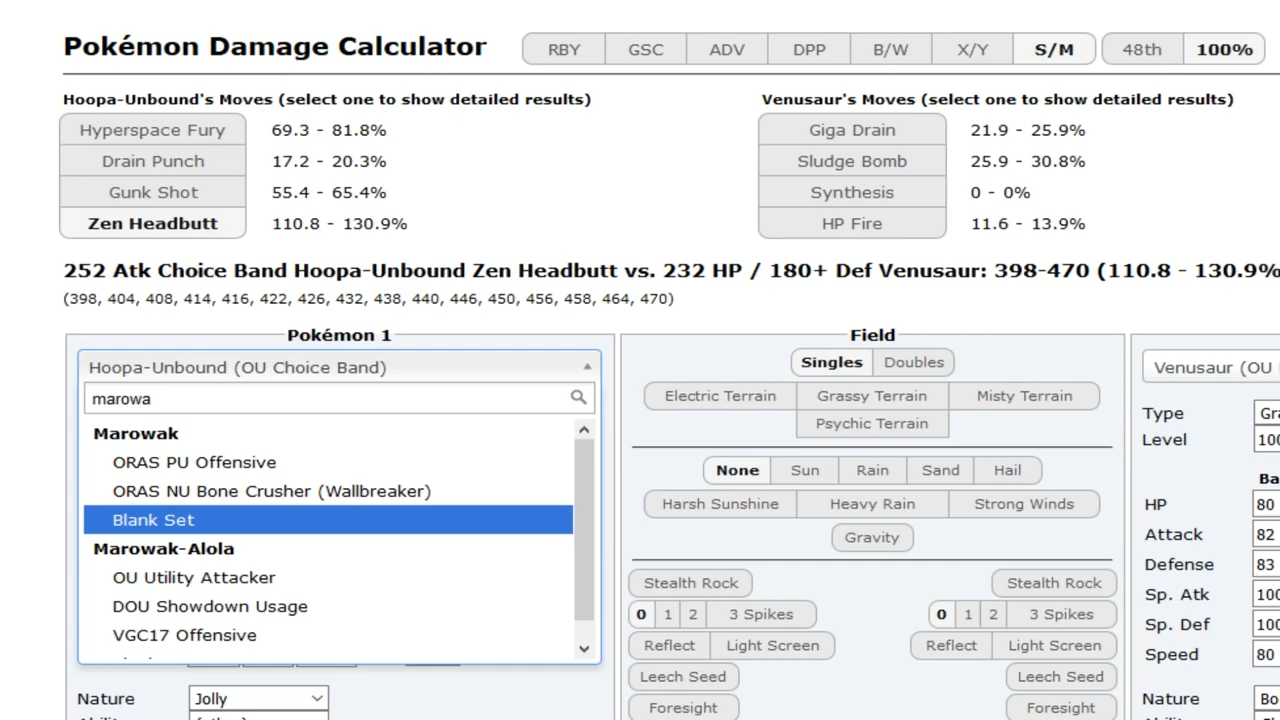 Pokémon Damage Calculator RBY GSC ADV DPP B/W X/Y S/M 48th 100%
Hoopa-Unbound's Moves (select one to show detailed results) Venusaur's Moves (select one to show detailed results)
Hyperspace Fury 69.3 - 81.8% Giga Drain 21.9 - 25.9%
Drain Punch 17.2 - 20.3% Sludge Bomb 25.9 - 30.8%
Gunk Shot 55.4 - 65.4% Synthesis 0 - 0%
Zen Headbutt 110.8 - 130.9% HP Fire 11.6 - 13.9%
252 Atk Choice Band Hoopa-Unbound Zen Headbutt vs. 232 HP / 180+ Def Venusaur: 398-470 (110.8 - 130.9%
(398, 404, 408, 414, 416, 422, 426, 432, 438, 440, 446, 450, 456, 458, 464, 470)
Pokémon 1
Hoopa-Unbound (OU Choice Band)
marowa
Marowak
ORAS PU Offensive
ORAS NU Bone Crusher (Wallbreaker)
Blank Set
Marowak-Alola
OU Utility Attacker
DOU Showdown Usage
VGC17 Offensive
Nature Jolly
Field
Singles Doubles
Electric Terrain Grassy Terrain Misty Terrain
Psychic Terrain
None Sun Rain Sand Hail
Harsh Sunshine Heavy Rain Strong Winds
Gravity
Stealth Rock Stealth Rock
0 1 2 3 Spikes 0 1 2 3 Spikes
Reflect Light Screen Reflect Light Screen
Leech Seed Leech Seed
Foresight Foresight
Venusaur (OU
Type Gra
Level 100
Ba
HP 80
Attack 82
Defense 83
Sp. Atk 100
Sp. Def 100
Speed 80
Nature Bo